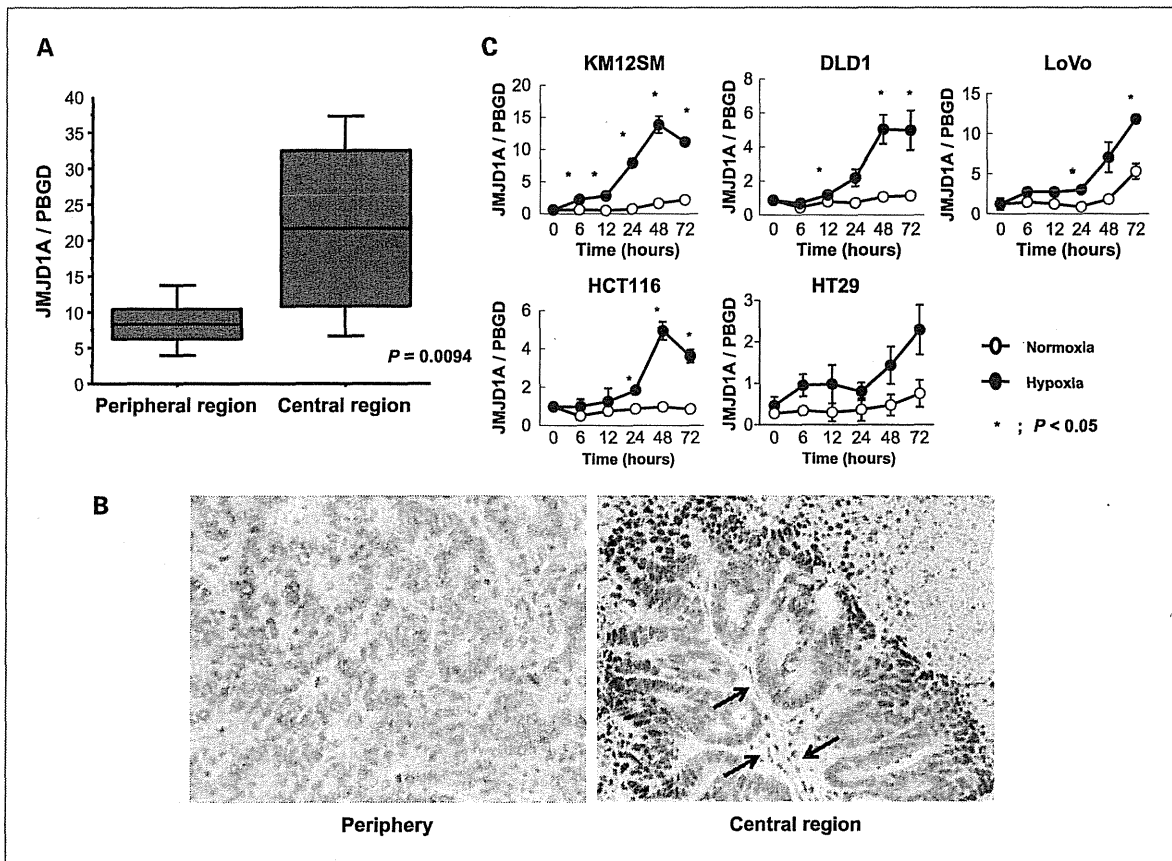 A
JMJD1A / PBGD
40
35
30
25
20
15
10
5
0
Peripheral region
Central region
P = 0.0094
C
KM12SM
JMJD1A / PBGD
20
15
10
5
0
* * * * *
0 6 12 24 48 72
Time (hours)
DLD1
8
6
4
2
0
* * *
0 6 12 24 48 72
Time (hours)
LoVo
15
10
5
0
* *
0 6 12 24 48 72
Time (hours)
HCT116
JMJD1A / PBGD
6
4
2
0
* * *
0 6 12 24 48 72
Time (hours)
HT29
JMJD1A / PBGD
3
2
1
0
0 6 12 24 48 72
Time (hours)
Normoxia
Hypoxia
* ; P < 0.05
B
Periphery
Central region